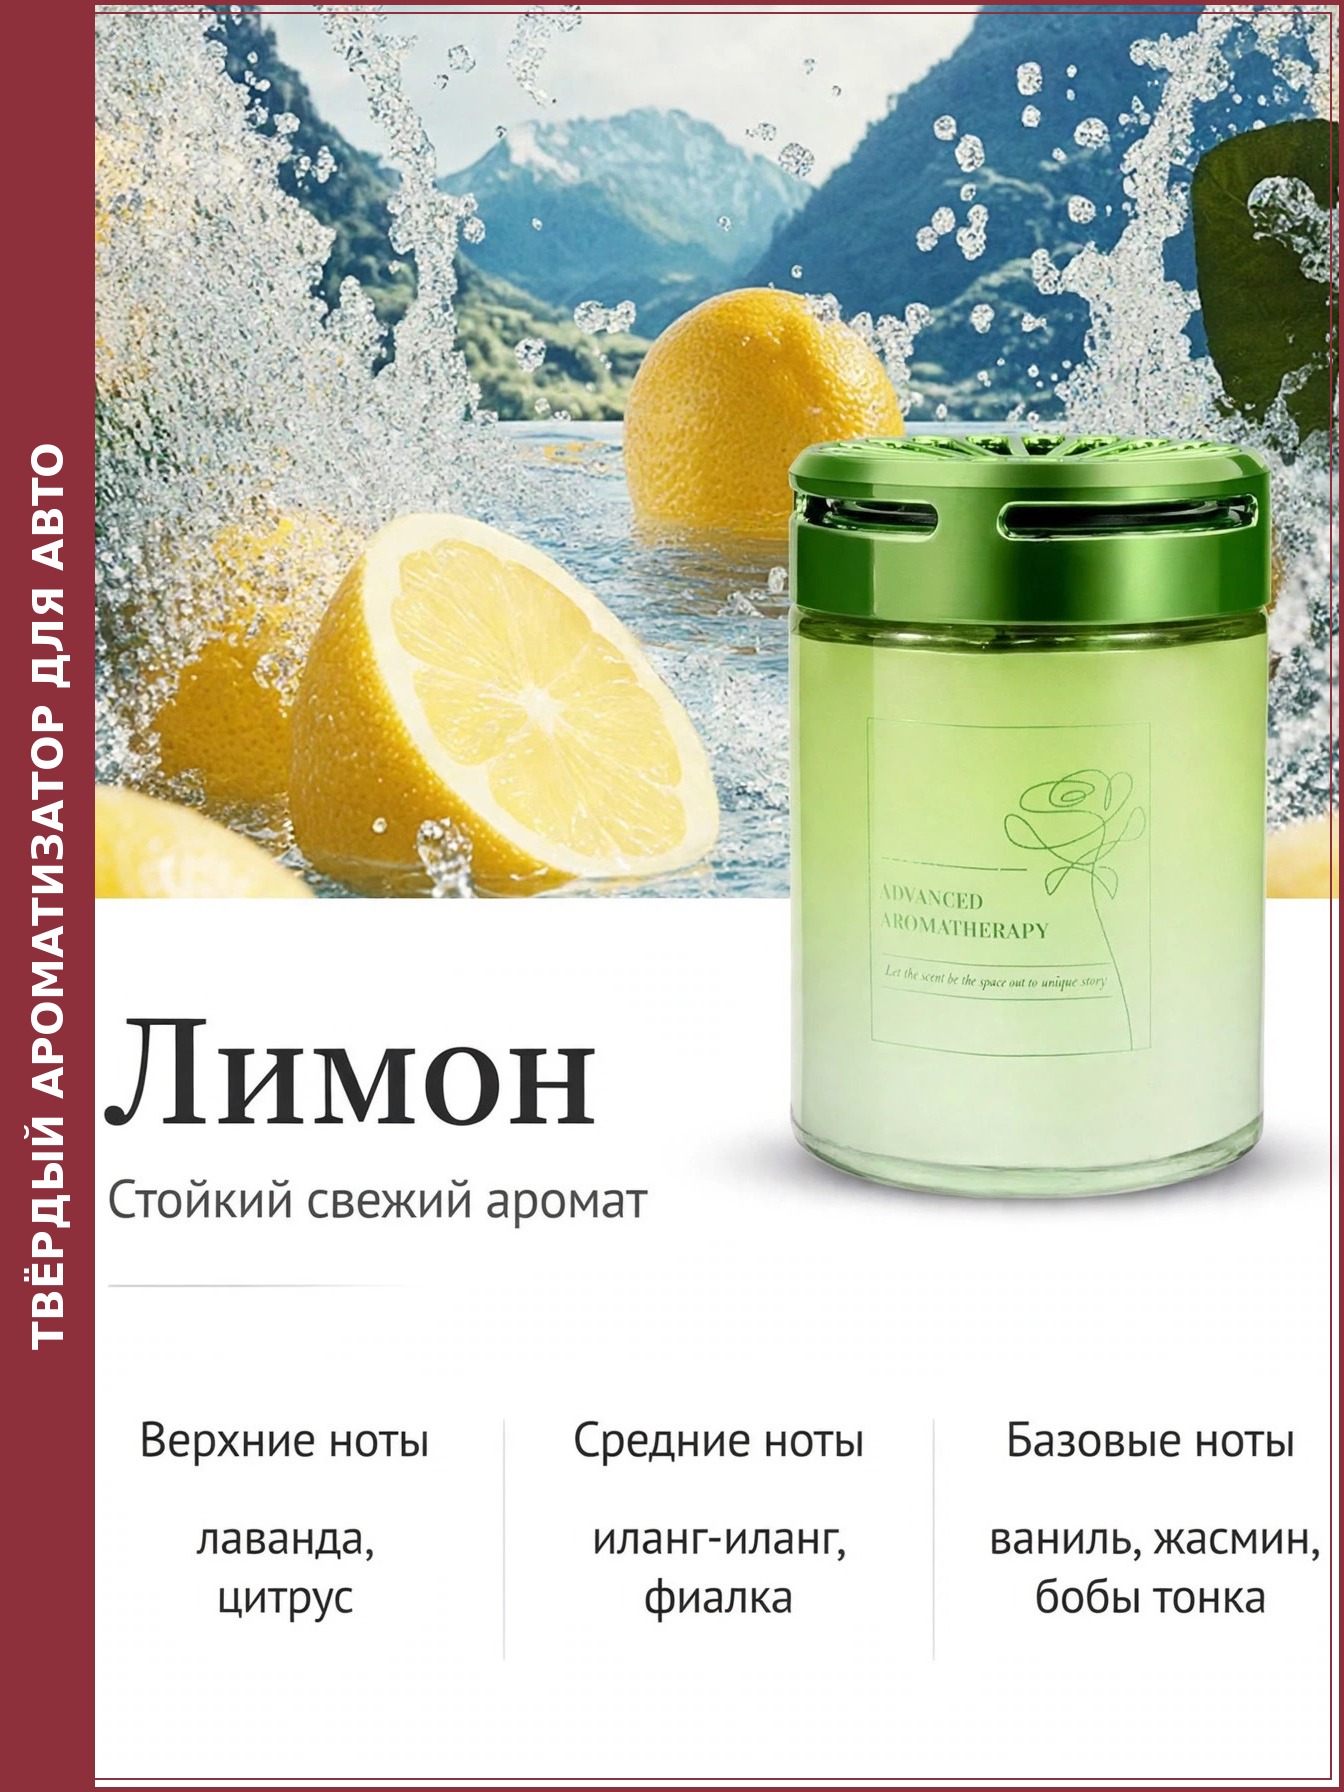 ТВЁРДЫЙ АРОМАТИЗАТОР ДЛЯ АВТО
ADVANCED
AROMATHERAPY
Let the scent be the space out to unique story
Лимон
Стойкий свежий аромат
Верхние ноты
лаванда,
цитрус
Средние ноты
иланг-иланг,
фиалка
Базовые ноты
ваниль, жасмин,
бобы тонка